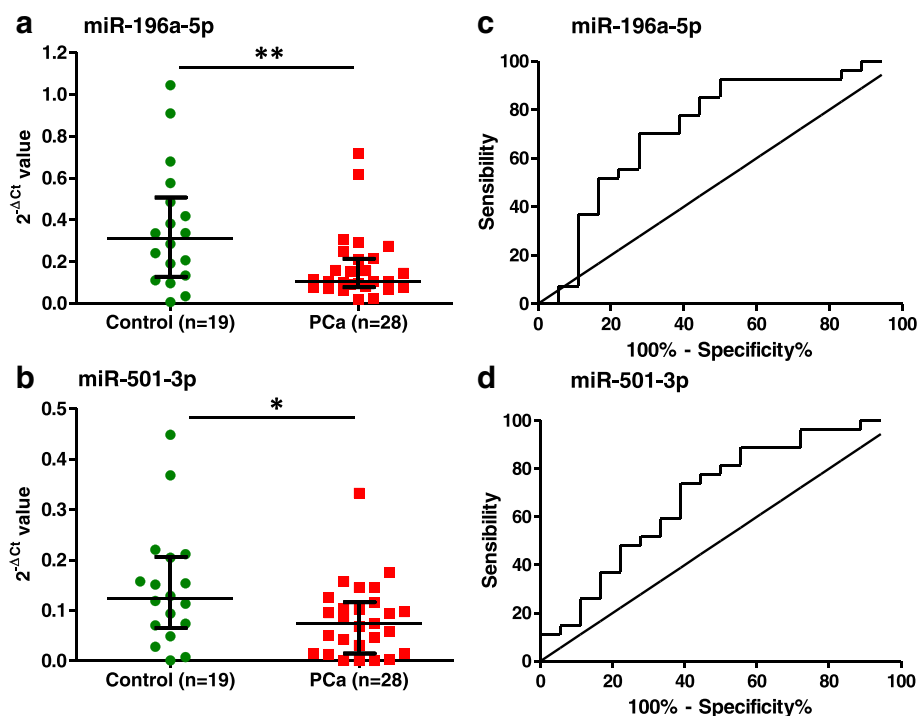 a miR-196a-5p
2^-ΔCt value
1.2
1.0
0.8
0.6
0.4
0.2
0.0
**
Control (n=19) PCa (n=28)
c miR-196a-5p
Sensibility
100
80
60
40
20
0
0 20 40 60 80 100
100% - Specificity%
b miR-501-3p
2^-ΔCt value
0.5
0.4
0.3
0.2
0.1
0.0
*
Control (n=19) PCa (n=28)
d miR-501-3p
Sensibility
100
80
60
40
20
0
0 20 40 60 80 100
100% - Specificity%